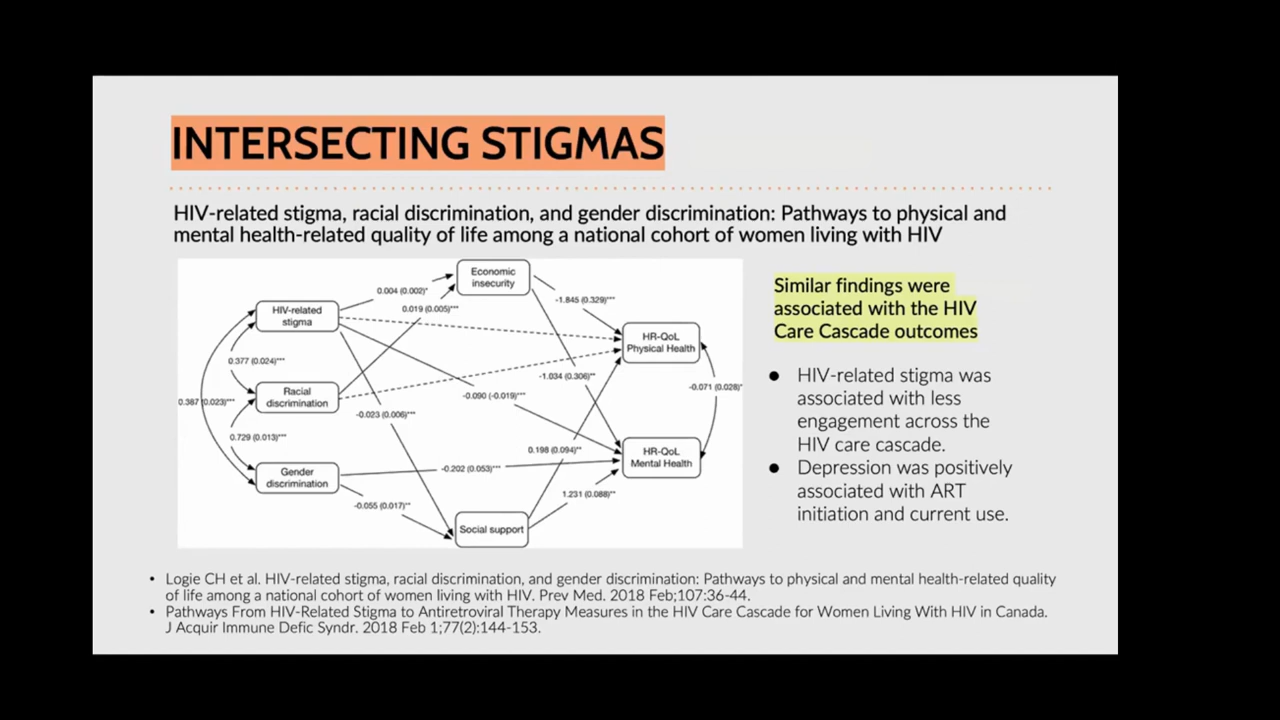 INTERSECTING STIGMAS
HIV-related stigma, racial discrimination, and gender discrimination: Pathways to physical and
mental health-related quality of life among a national cohort of women living with HIV
Economic
insecurity
0.004 (0.002)*
0.019 (0.005)***
-1.845 (0.329)***
HIV-related
stigma
HR-QoL
Physical Health
0.377 (0.024)***
-1.034 (0.306)**
-0.071 (0.028)*
Racial
discrimination
-0.090 (-0.019)***
0.387 (0.023)***
-0.023 (0.006)***
0.729 (0.013)***
0.198 (0.094)**
HR-QoL
Mental Health
Gender
discrimination
-0.202 (0.053)***
1.231 (0.088)**
-0.055 (0.017)**
Social support
Similar findings were
associated with the HIV
Care Cascade outcomes
● HIV-related stigma was
associated with less
engagement across the
HIV care cascade.
● Depression was positively
associated with ART
initiation and current use.
• Logie CH et al. HIV-related stigma, racial discrimination, and gender discrimination: Pathways to physical and mental health-related quality
of life among a national cohort of women living with HIV. Prev Med. 2018 Feb;107:36-44.
• Pathways From HIV-Related Stigma to Antiretroviral Therapy Measures in the HIV Care Cascade for Women Living With HIV in Canada.
J Acquir Immune Defic Syndr. 2018 Feb 1;77(2):144-153.